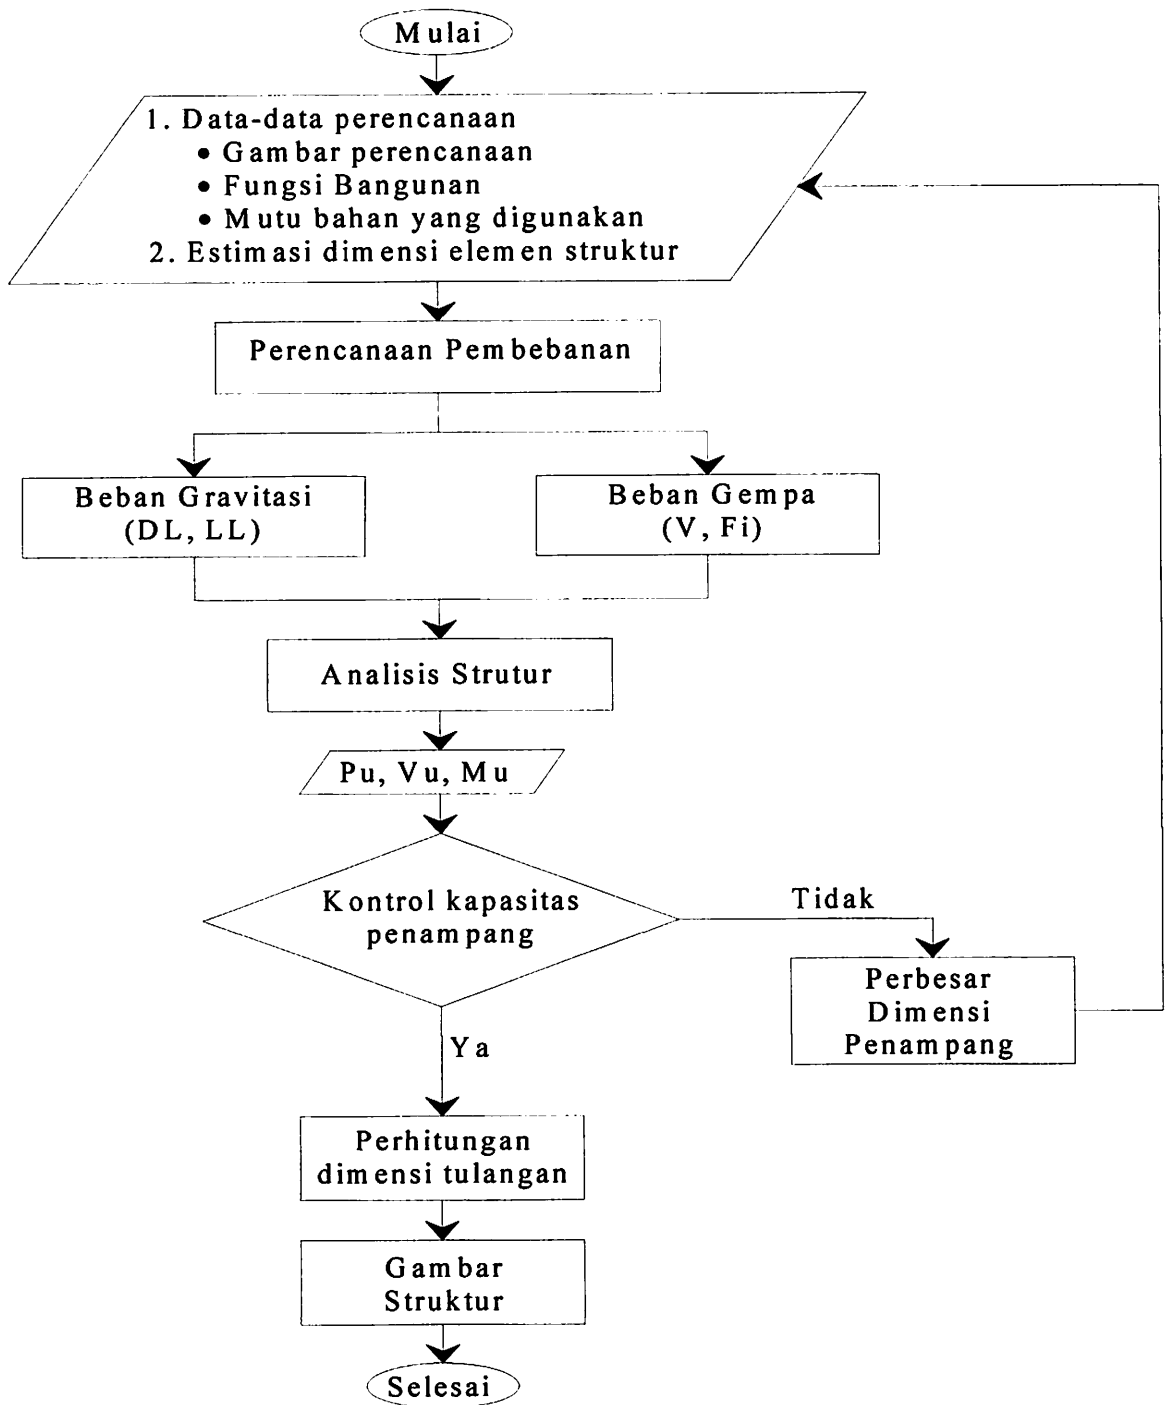 Mulai
1. Data-data perencanaan
• Gambar perencanaan
• Fungsi Bangunan
• Mutu bahan yang digunakan
2. Estimasi dimensi elemen struktur
Perencanaan Pembebanan
Beban Gravitasi
(DL, LL)
Beban Gempa
(V, Fi)
Analisis Strutur
Pu, Vu, Mu
Kontrol kapasitas
penampang
Tidak
Perbesar
Dimensi
Penampang
Ya
Perhitungan
dimensi tulangan
Gambar
Struktur
Selesai